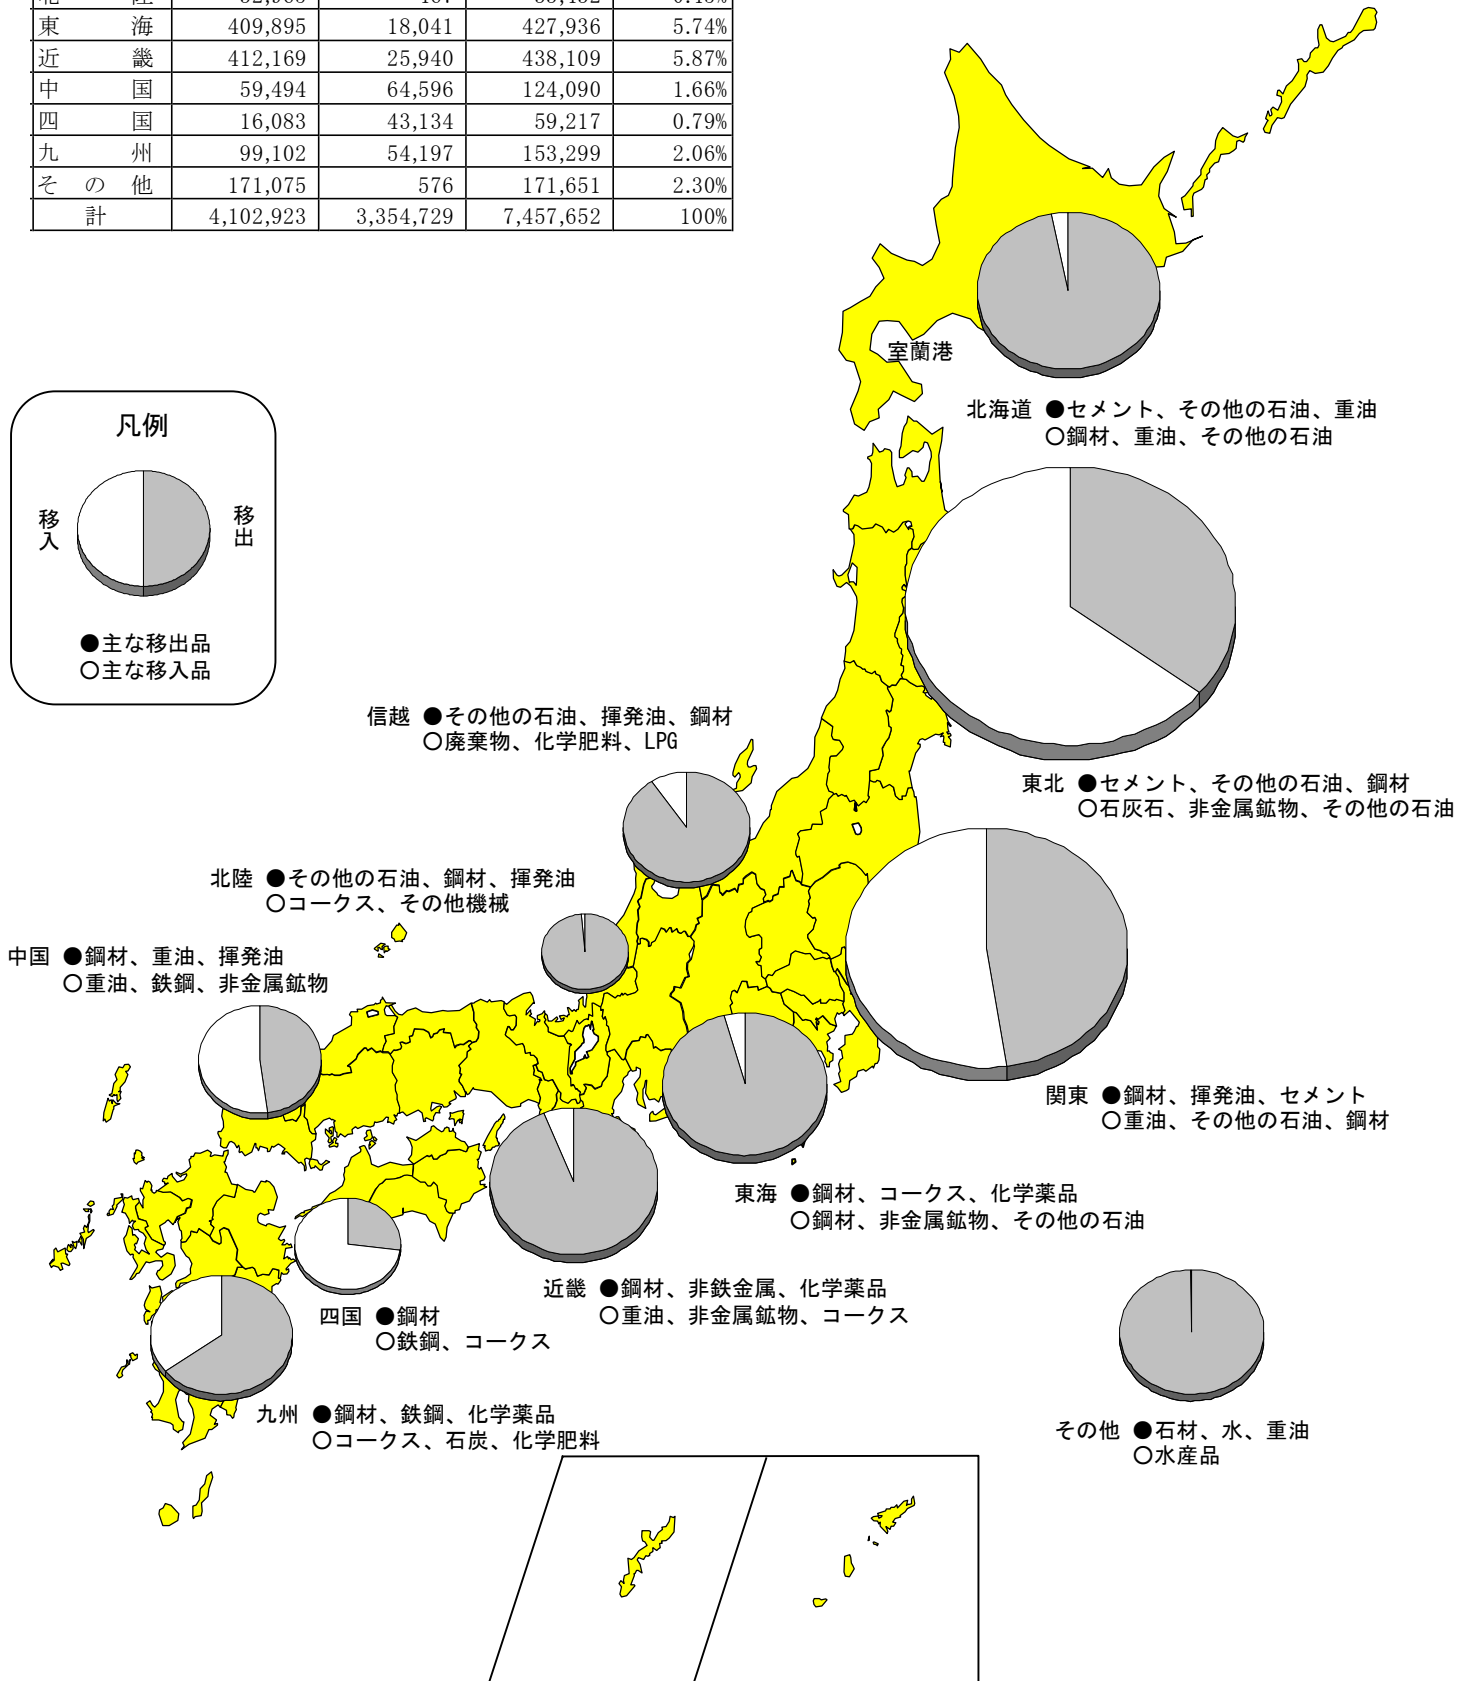 東海 409,895 18,041 427,936 5.74%
近畿 412,169 25,940 438,109 5.87%
中国 59,494 64,596 124,090 1.66%
四国 16,083 43,134 59,217 0.79%
九州 99,102 54,197 153,299 2.06%
その他 171,075 576 171,651 2.30%
計 4,102,923 3,354,729 7,457,652 100%
室蘭港
北海道 ●セメント、その他の石油、重油
○鋼材、重油、その他の石油
凡例
移入
移出
●主な移出品
○主な移入品
信越 ●その他の石油、揮発油、鋼材
○廃棄物、化学肥料、LPG
東北 ●セメント、その他の石油、鋼材
○石灰石、非金属鉱物、その他の石油
北陸 ●その他の石油、鋼材、揮発油
○コークス、その他機械
中国 ●鋼材、重油、揮発油
○重油、鉄鋼、非金属鉱物
関東 ●鋼材、揮発油、セメント
○重油、その他の石油、鋼材
東海 ●鋼材、コークス、化学薬品
○鋼材、非金属鉱物、その他の石油
近畿 ●鋼材、非鉄金属、化学薬品
○重油、非金属鉱物、コークス
四国 ●鋼材
○鉄鋼、コークス
九州 ●鋼材、鉄鋼、化学薬品
○コークス、石炭、化学肥料
その他 ●石材、水、重油
○水産品